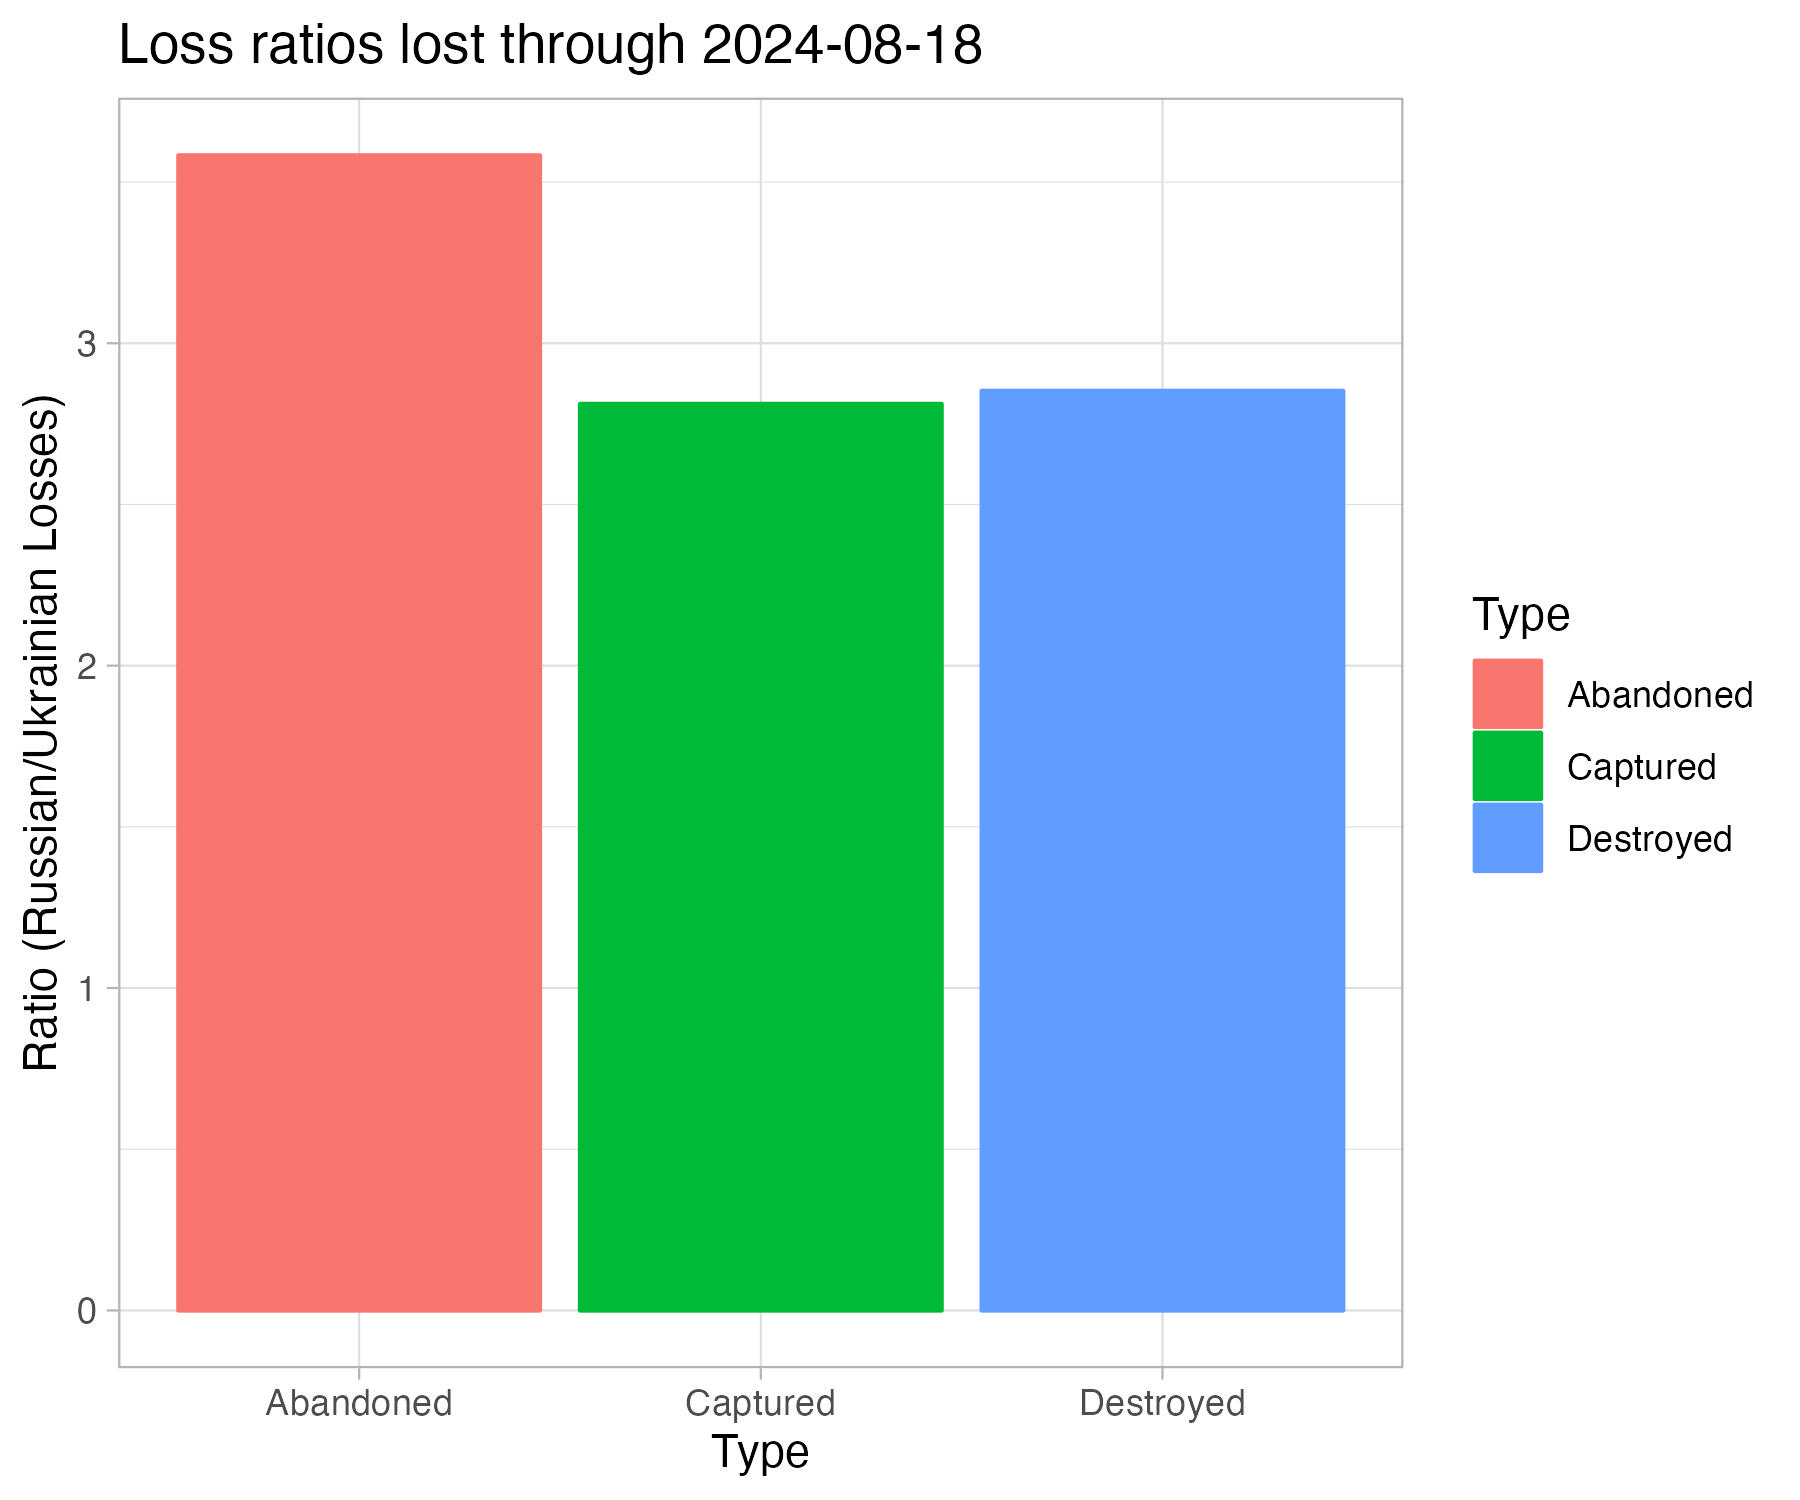 Loss ratios lost through 2024-08-18
Ratio (Russian/Ukrainian Losses)
3
2
1
0
Abandoned
Captured
Destroyed
Type
Type
Abandoned
Captured
Destroyed